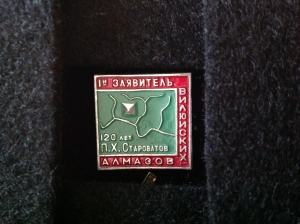 1й ЗАЯВИТЕЛЬ
ВИЛЮЙСКИХ
АЛМАЗОВ
120 ЛЕТ
П.Х. СТАРОВАТОВ